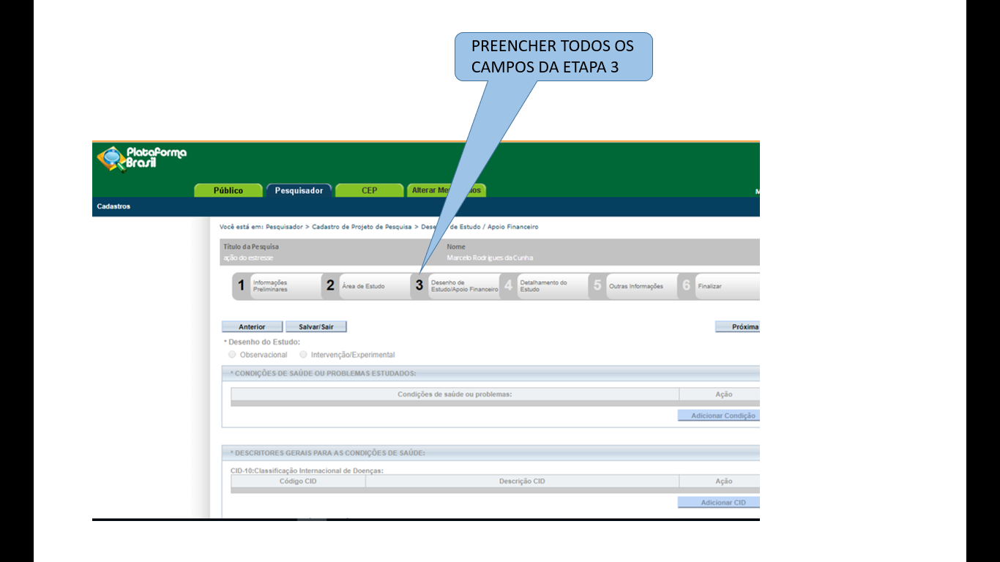 PREENCHER TODOS OS
CAMPOS DA ETAPA 3
Plataforma
Brasil
Público Pesquisador CEP Alterar
Cadastros
Você está em: Pesquisador > Cadastro de Projeto de Pesquisa > de Estudo / Apoio Financeiro
Título da Pesquisa Nome
ação do estresse Marcelo Rodrigues da Cunha
1 Informações Preliminares 2 Área de Estudo 3 Desenho de Estudo/Apoio Financeiro 4 Detalhamento do Estudo 5 Outras Informações 6 Finalizar
Anterior Salvar/Sair Próxima
* Desenho do Estudo:
Observacional Intervenção/Experimental
* CONDIÇÕES DE SAÚDE OU PROBLEMAS ESTUDADOS:
Condições de saúde ou problemas: Ação
Adicionar Condição
* DESCRITORES GERAIS PARA AS CONDIÇÕES DE SAÚDE:
CID-10:Classificação Internacional de Doenças:
Código CID Descrição CID Ação
Adicionar CID